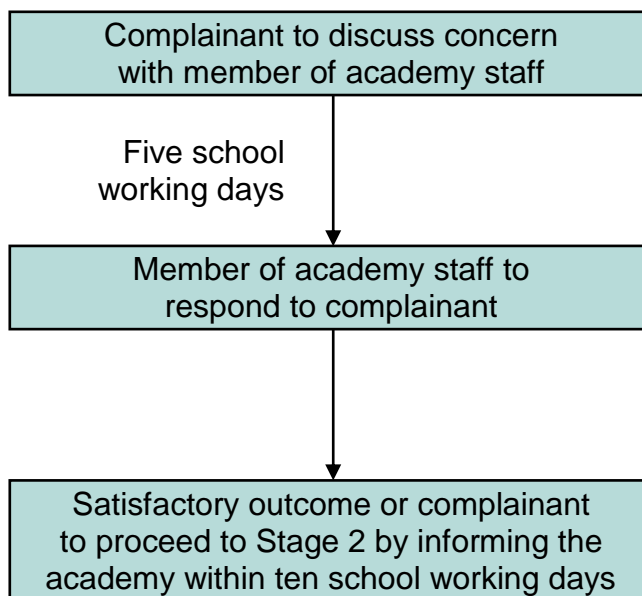 Complainant to discuss concern
with member of academy staff
Five school
working days
Member of academy staff to
respond to complainant
Satisfactory outcome or complainant
to proceed to Stage 2 by informing the
academy within ten school working days